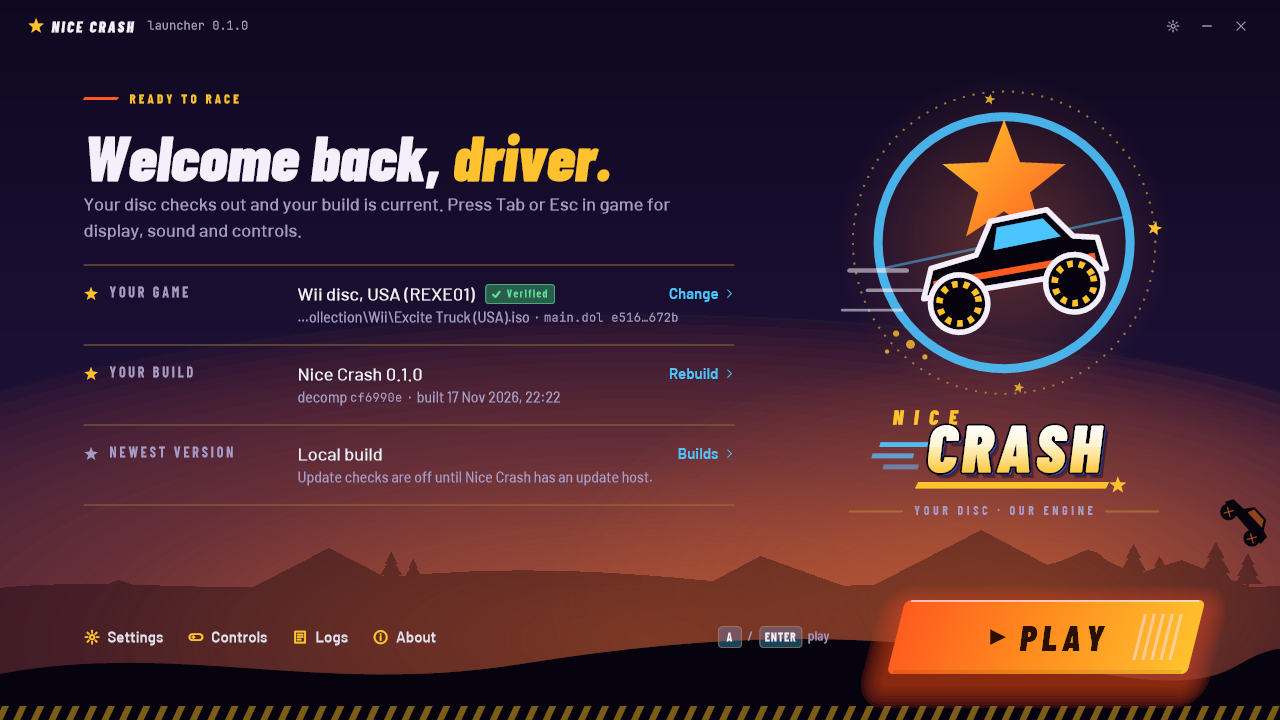 NICE CRASH launcher 0.1.0
READY TO RACE
Welcome back, driver.
Your disc checks out and your build is current. Press Tab or Esc in game for
display, sound and controls.
YOUR GAME
Wii disc, USA (REXE01) Verified
Change
...ollection\Wii\Excite Truck (USA).iso · main.dol e516…672b
YOUR BUILD
Nice Crash 0.1.0
Rebuild
decomp cf6990e · built 17 Nov 2026, 22:22
NEWEST VERSION
Local build
Builds
Update checks are off until Nice Crash has an update host.
NICE
CRASH
YOUR DISC · OUR ENGINE
Settings
Controls
Logs
About
A / ENTER play
PLAY